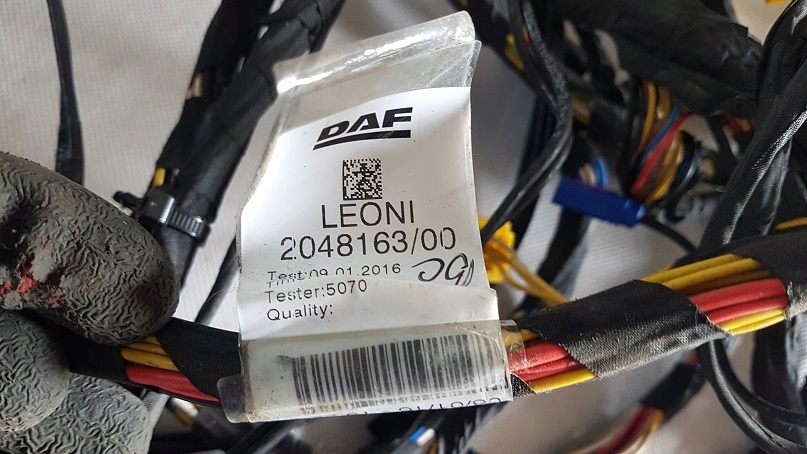 DAF
LEONI
2048163/00
Test:09.01.2016
Tester:5070
Quality: